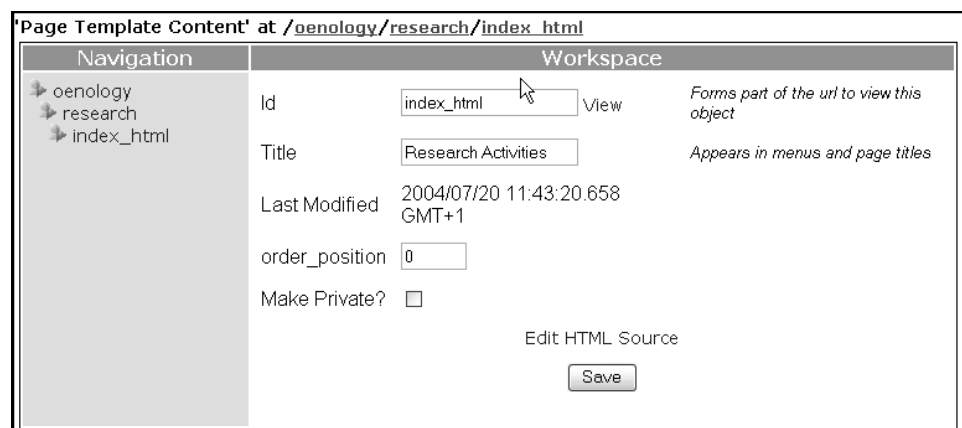 'Page Template Content' at /oenology/research/index_html
Navigation
Workspace
oenology
research
index_html
Id
index_html
View
Forms part of the url to view this
object
Title
Research Activities
Appears in menus and page titles
Last Modified
2004/07/20 11:43:20.658
GMT+1
order_position
0
Make Private?
Edit HTML Source
Save